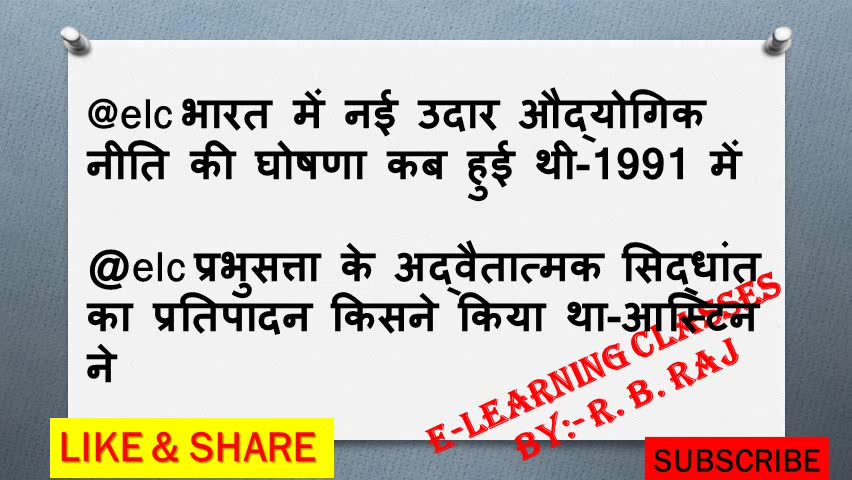 @elc भारत में नई उदार औद्योगिक
नीति की घोषणा कब हुई थी-1991 में
@elc प्रभुसत्ता के अद्वैतात्मक सिद्धांत
का प्रतिपादन किसने किया था-आस्टिन
ने
E-LEARNING CLASSES
BY:- R. B. RAJ
LIKE & SHARE
SUBSCRIBE